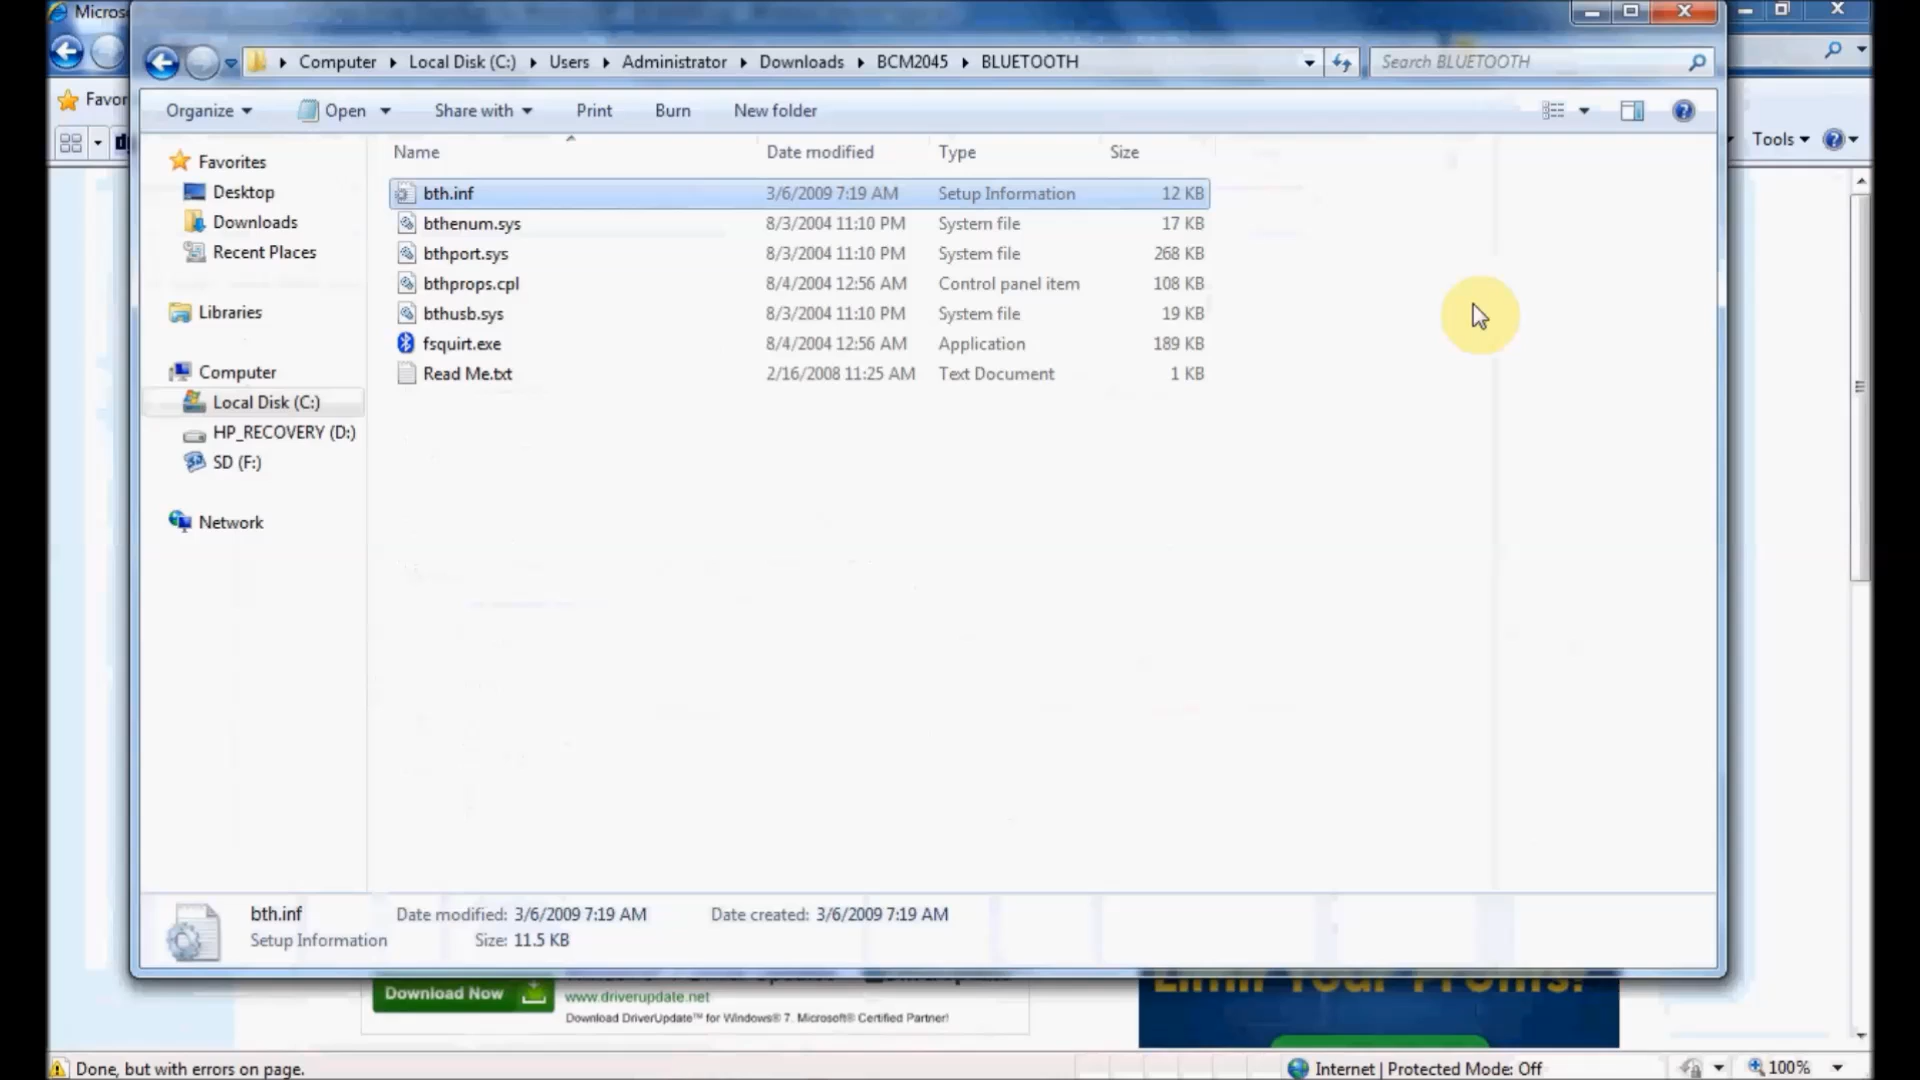 Micros
Computer Local Disk (C:) Users Administrator Downloads BCM2045 BLUETOOTH Search BLUETOOTH
Favor
Organize Open Share with Print Burn New folder
Tools
Name Date modified Type Size
Favorites
Desktop
Downloads
Recent Places
Libraries
Computer
Local Disk (C:)
HP_RECOVERY (D:)
SD (F:)
Network
bth.inf 3/6/2009 7:19 AM Setup Information 12 KB
bthenum.sys 8/3/2004 11:10 PM System file 17 KB
bthport.sys 8/3/2004 11:10 PM System file 268 KB
bthprops.cpl 8/4/2004 12:56 AM Control panel item 108 KB
bthusb.sys 8/3/2004 11:10 PM System file 19 KB
fsquirt.exe 8/4/2004 12:56 AM Application 189 KB
Read Me.txt 2/16/2008 11:25 AM Text Document 1 KB
bth.inf Date modified: 3/6/2009 7:19 AM Date created: 3/6/2009 7:19 AM
Setup Information Size: 11.5 KB
Download Now
www.driverupdate.net
Download DriverUpdate™ for Windows® 7. Microsoft® Certified Partner!
Done, but with errors on page.
Internet | Protected Mode: Off
100%